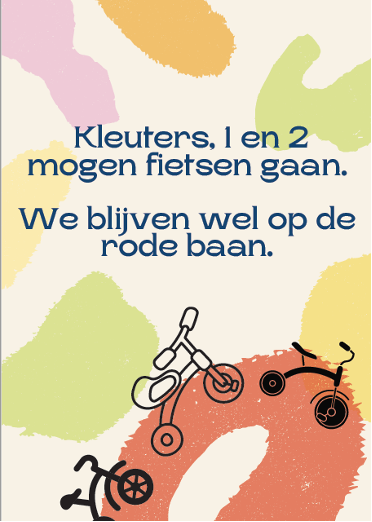 Kleuters, 1 en 2
mogen fietsen gaan.
We blijven wel op de
rode baan.